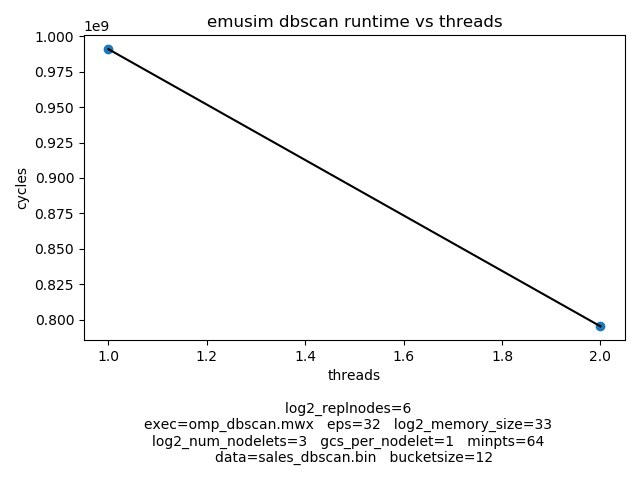 emusim dbscan runtime vs threads
1e9
1.000
0.975
0.950
0.925
0.900
0.875
0.850
0.825
0.800
cycles
1.0 1.2 1.4 1.6 1.8 2.0
threads
log2_replnodes=6
exec=omp_dbscan.mwx eps=32 log2_memory_size=33
log2_num_nodelets=3 gcs_per_nodelet=1 minpts=64
data=sales_dbscan.bin bucketsize=12